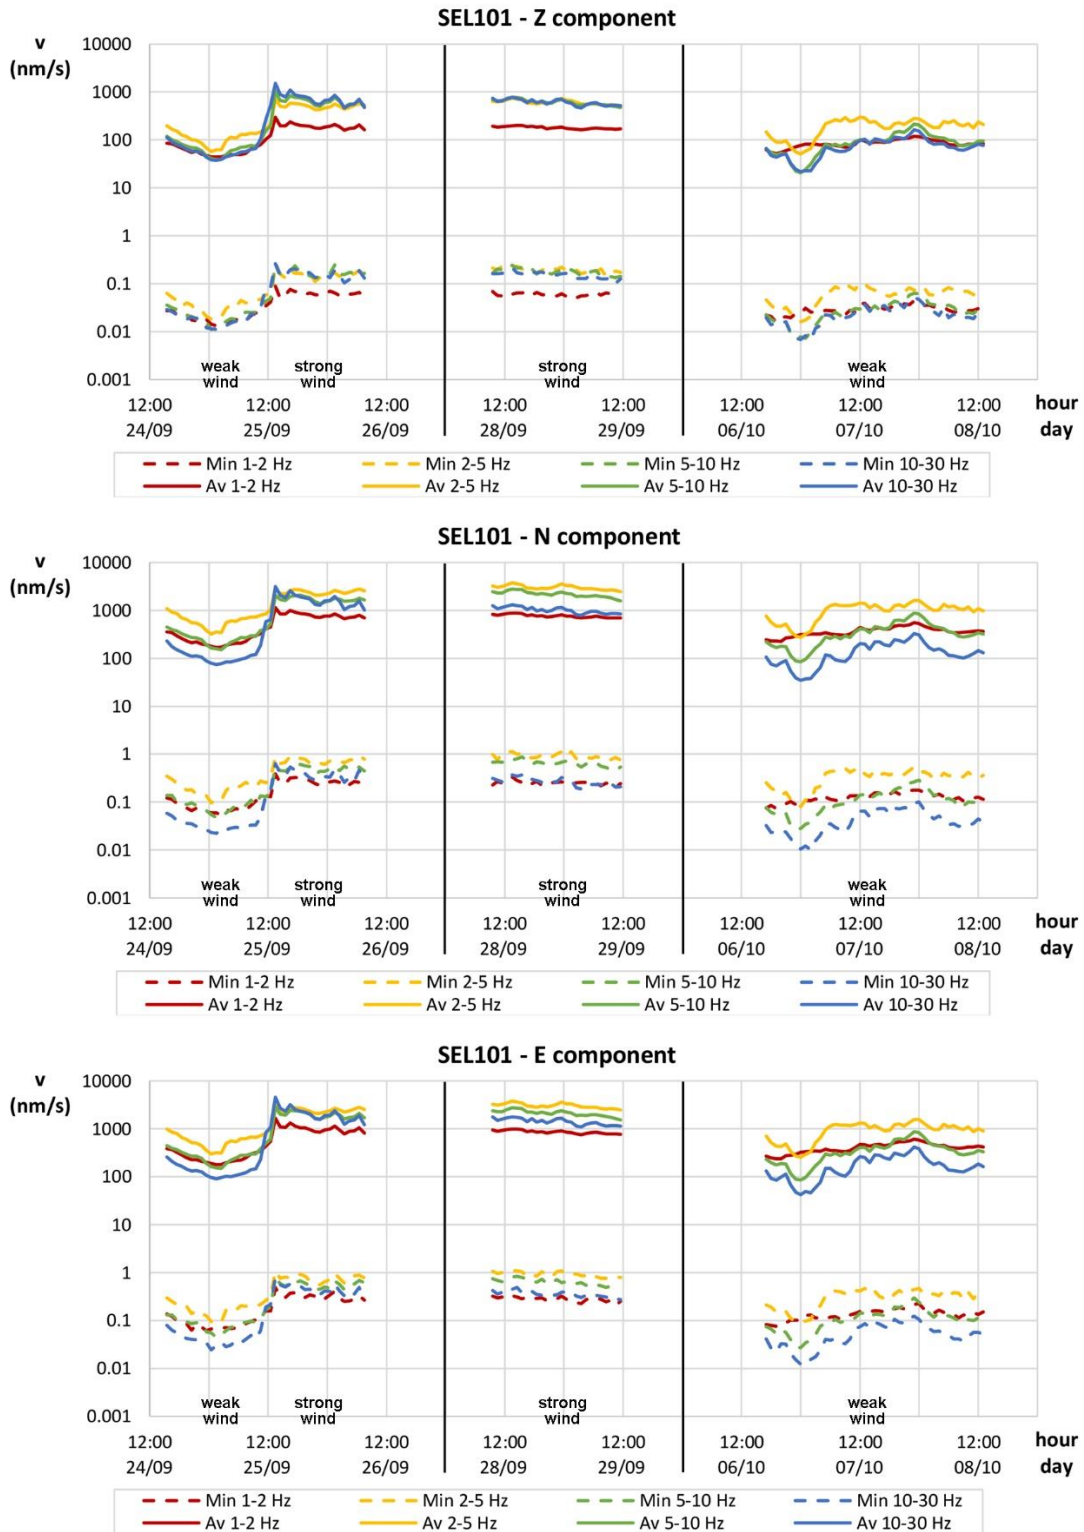 SEL101 - Z component
v
(nm/s)
10000
1000
100
10
1
0.1
0.01
0.001
weak
wind
strong
wind
strong
wind
weak
wind
12:00 12:00 12:00 12:00 12:00 12:00 12:00 12:00 hour
24/09 25/09 26/09 28/09 29/09 06/10 07/10 08/10 day
Min 1-2 Hz Min 2-5 Hz Min 5-10 Hz Min 10-30 Hz
Av 1-2 Hz Av 2-5 Hz Av 5-10 Hz Av 10-30 Hz
SEL101 - N component
v
(nm/s)
10000
1000
100
10
1
0.1
0.01
0.001
weak
wind
strong
wind
strong
wind
weak
wind
12:00 12:00 12:00 12:00 12:00 12:00 12:00 12:00 hour
24/09 25/09 26/09 28/09 29/09 06/10 07/10 08/10 day
Min 1-2 Hz Min 2-5 Hz Min 5-10 Hz Min 10-30 Hz
Av 1-2 Hz Av 2-5 Hz Av 5-10 Hz Av 10-30 Hz
SEL101 - E component
v
(nm/s)
10000
1000
100
10
1
0.1
0.01
0.001
weak
wind
strong
wind
strong
wind
weak
wind
12:00 12:00 12:00 12:00 12:00 12:00 12:00 12:00 hour
24/09 25/09 26/09 28/09 29/09 06/10 07/10 08/10 day
Min 1-2 Hz Min 2-5 Hz Min 5-10 Hz Min 10-30 Hz
Av 1-2 Hz Av 2-5 Hz Av 5-10 Hz Av 10-30 Hz